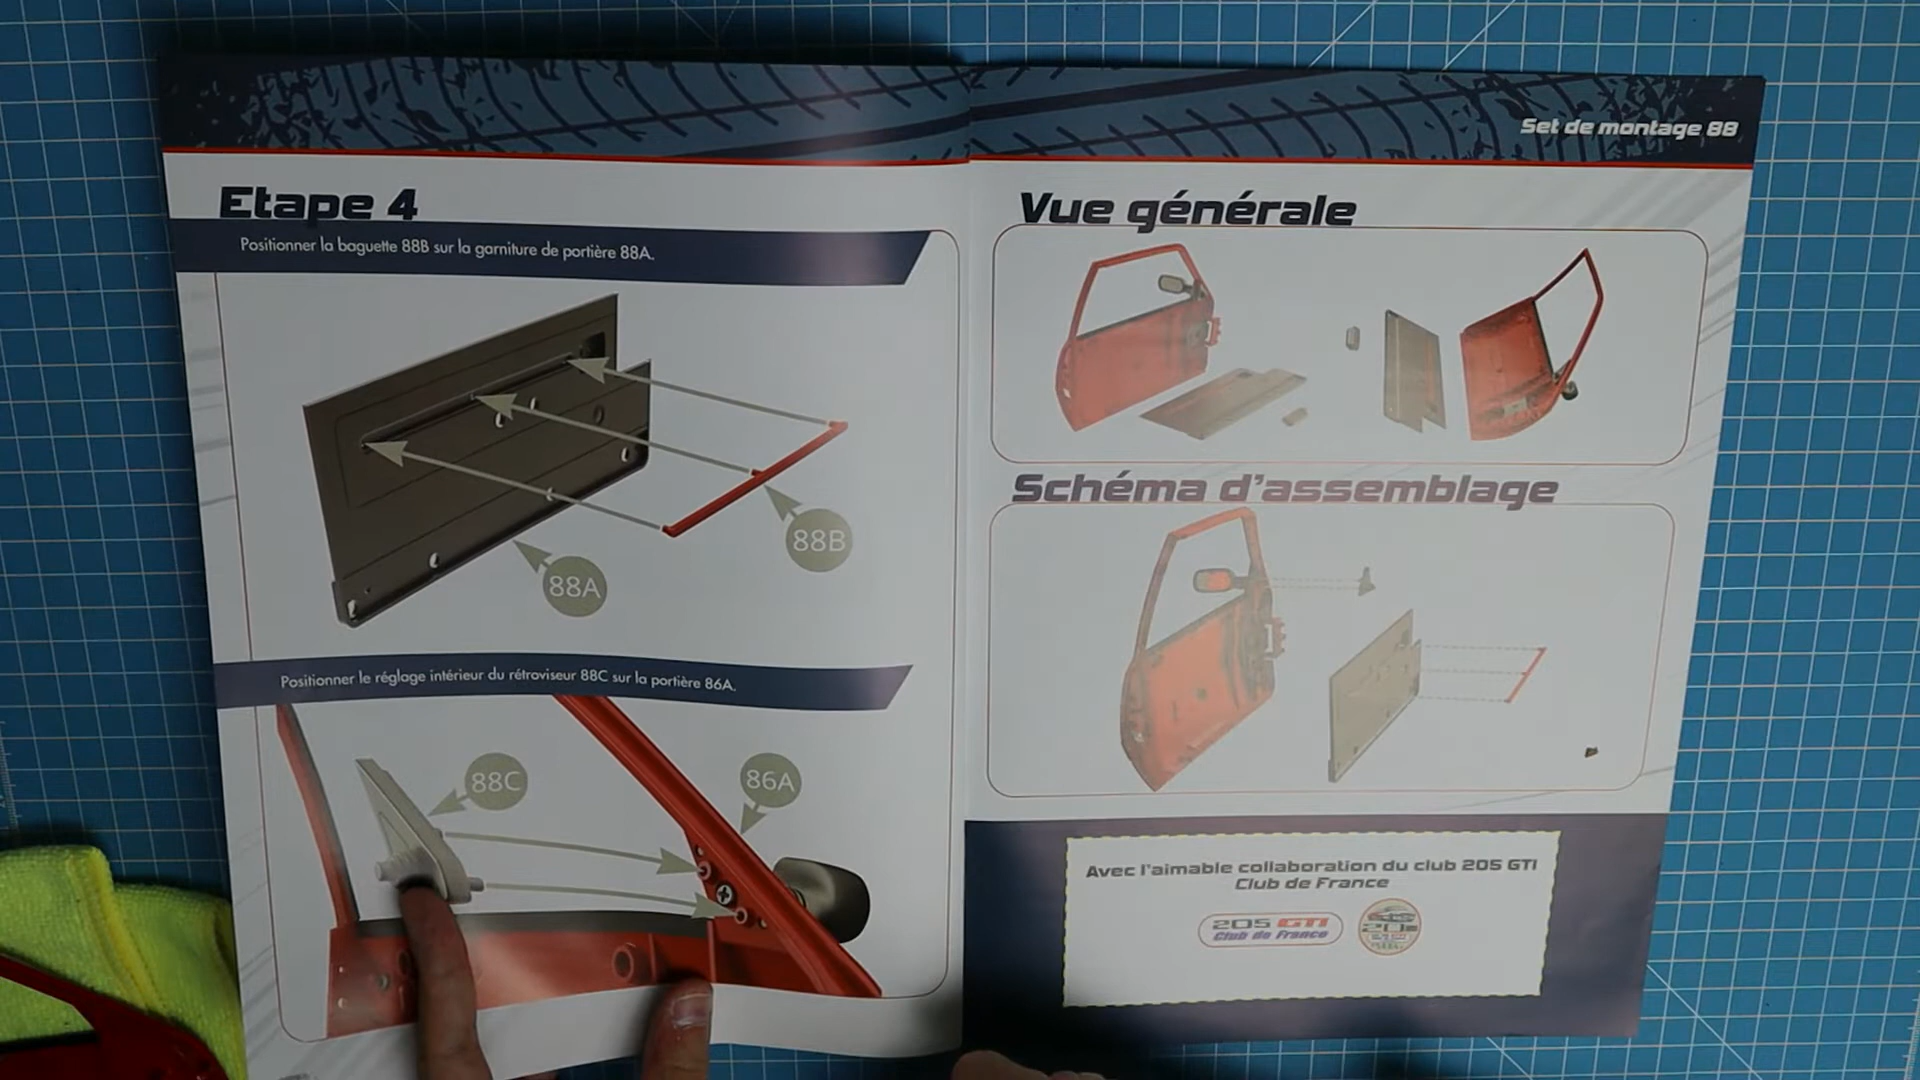 Set de montage 88
Etape 4
Positionner la baguette 88B sur la garniture de portière 88A.
88B
88A
Positionner le réglage intérieur du rétroviseur 88C sur la portière 86A.
88C
86A
Vue générale
Schéma d'assemblage
Avec l'aimable collaboration du club 205 GTI
Club de France
205 GTI
Club de France